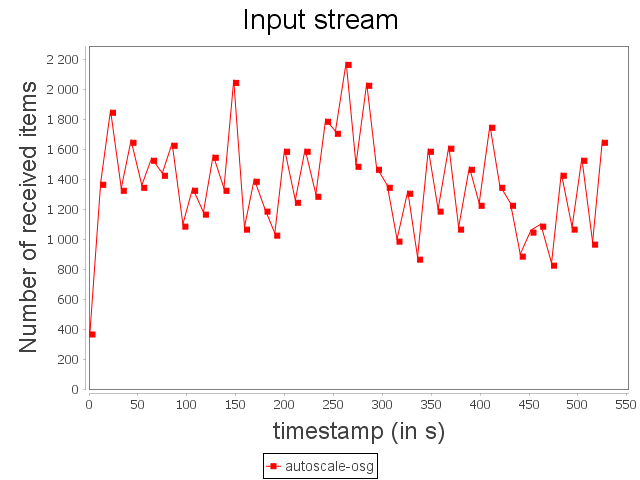 Input stream
Number of received items
2 200
2 000
1 800
1 600
1 400
1 200
1 000
800
600
400
200
0
0 50 100 150 200 250 300 350 400 450 500 550
timestamp (in s)
autoscale-osg